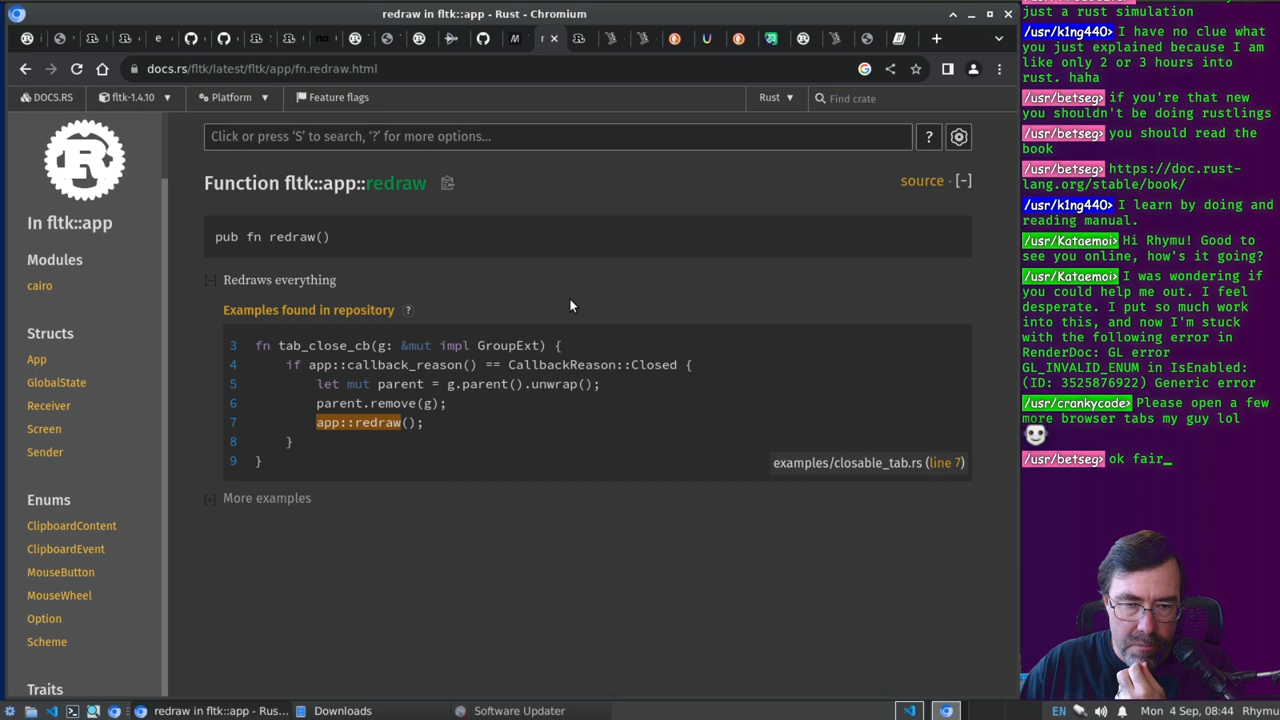 redraw in fltk::app - Rust - Chromium
docs.rs/fltk/latest/fltk/app/fn.redraw.html
DOCS.RS
fltk-1.4.10
Platform
Feature flags
Rust
Find crate
Click or press 'S' to search, '?' for more options...
?
In fltk::app
Modules
cairo
Structs
App
GlobalState
Receiver
Screen
Sender
Enums
ClipboardContent
ClipboardEvent
MouseButton
MouseWheel
Option
Scheme
Traits
Function fltk::app::redraw
source · [-]
pub fn redraw()
[-] Redraws everything
Examples found in repository ?
3 fn tab_close_cb(g: &mut impl GroupExt) {
4 if app::callback_reason() == CallbackReason::Closed {
5 let mut parent = g.parent().unwrap();
6 parent.remove(g);
7 app::redraw();
8 }
9 }
examples/closable_tab.rs (line 7)
[+] More examples
just a rust simulation
/usr/k1ng440> I have no clue what
you just explained because I am
like only 2 or 3 hours into
rust. haha
/usr/betseg> if you're that new
you shouldn't be doing rustlings
/usr/betseg> you should read the
book
/usr/betseg> https://doc.rust-
lang.org/stable/book/
/usr/k1ng440> I learn by doing and
reading manual.
/usr/Kataemoi> Hi Rhymu! Good to
see you online, how's it going?
/usr/Kataemoi> I was wondering if
you could help me out. I feel
desperate. I put so much work
into this, and now I'm stuck
with the following error in
RenderDoc: GL error
GL_INVALID_ENUM in IsEnabled:
(ID: 3525876922) Generic error
/usr/crankycode> Please open a few
more browser tabs my guy lol
/usr/betseg> ok fair_
redraw in fltk::app - Rus...
Downloads
Software Updater
EN
Mon 4 Sep, 08:44
Rhymu